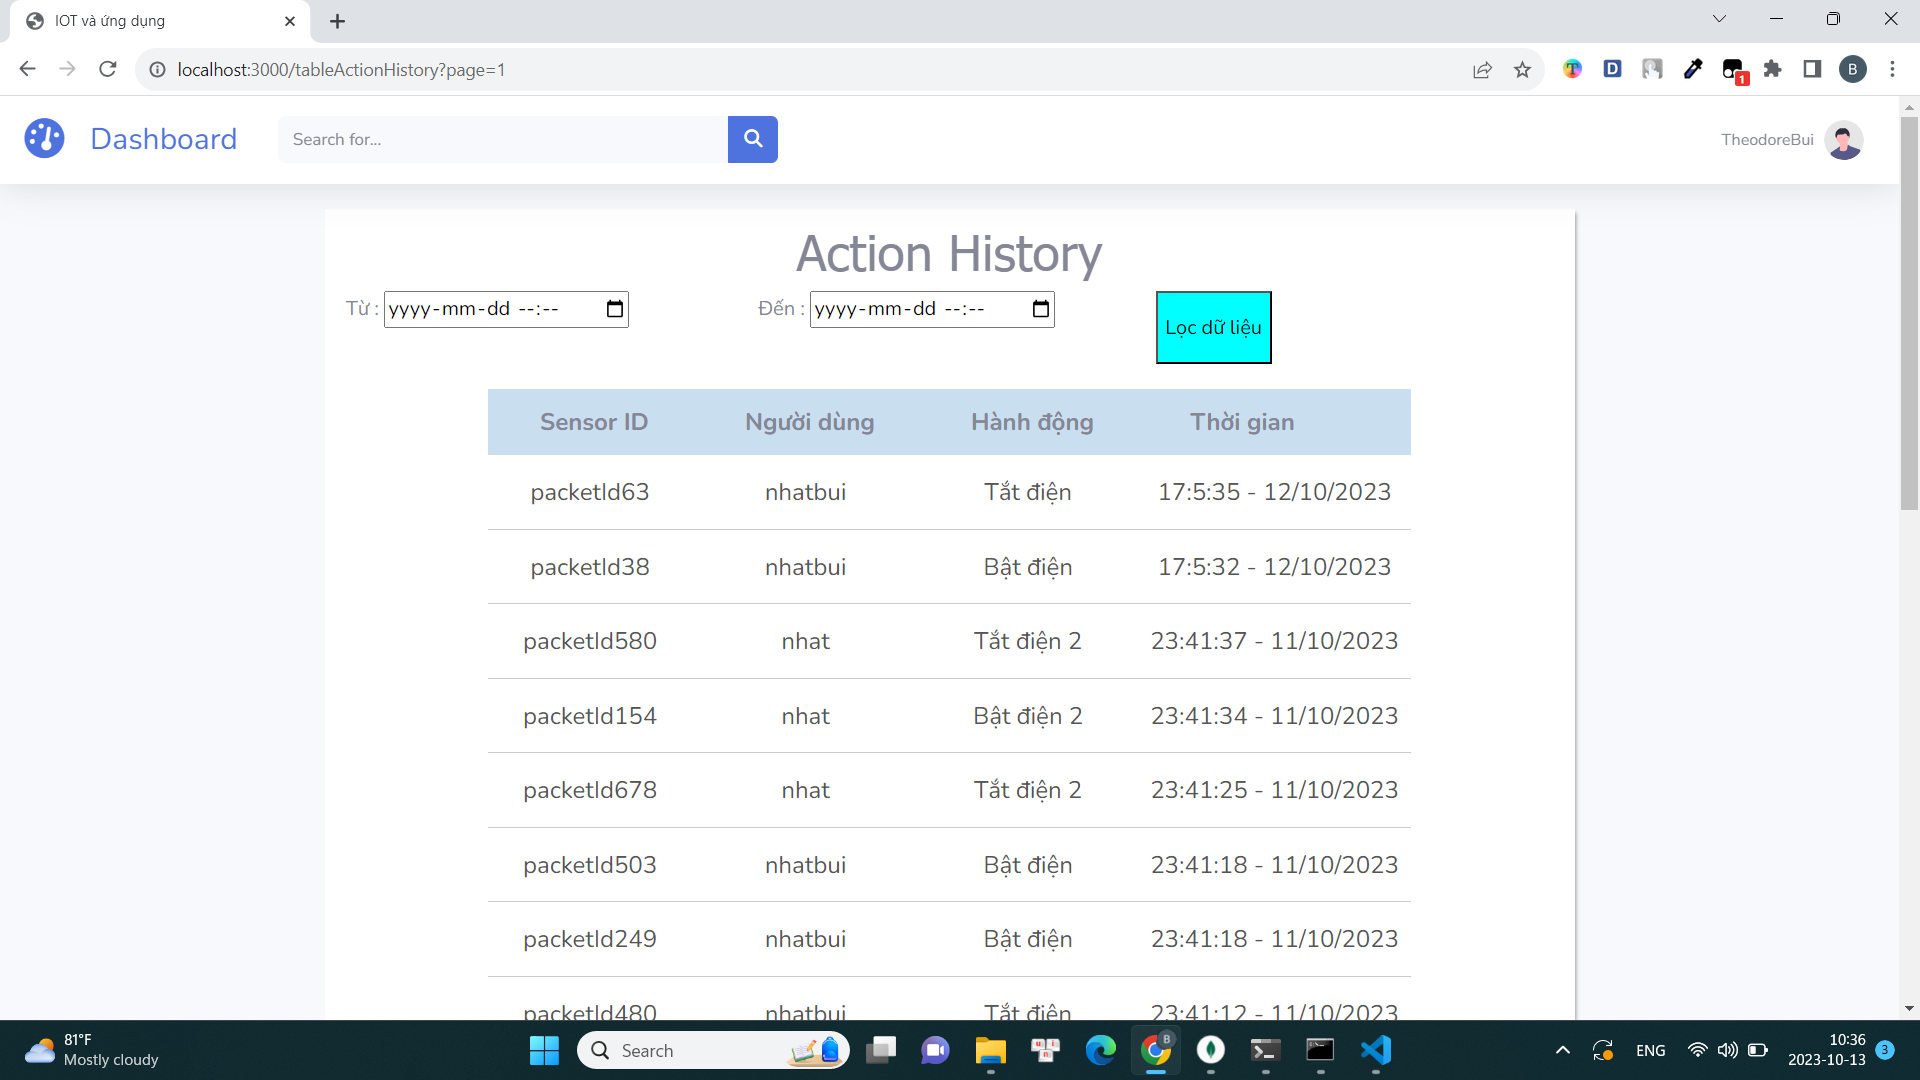 IOT và ứng dụng
localhost:3000/tableActionHistory?page=1
1
B
Dashboard
Search for...
TheodoreBui
Action History
Từ : yyyy-mm-dd --:--
Đến : yyyy-mm-dd --:--
Lọc dữ liệu
Sensor ID Người dùng Hành động Thời gian
packetId63 nhatbui Tắt điện 17:5:35 - 12/10/2023
packetId38 nhatbui Bật điện 17:5:32 - 12/10/2023
packetId580 nhat Tắt điện 2 23:41:37 - 11/10/2023
packetId154 nhat Bật điện 2 23:41:34 - 11/10/2023
packetId678 nhat Tắt điện 2 23:41:25 - 11/10/2023
packetId503 nhatbui Bật điện 23:41:18 - 11/10/2023
packetId249 nhatbui Bật điện 23:41:18 - 11/10/2023
packetId480 nhatbui Tắt điện 23:41:12 - 11/10/2023
81°F
Mostly cloudy
Search
ENG
10:36
2023-10-13
3